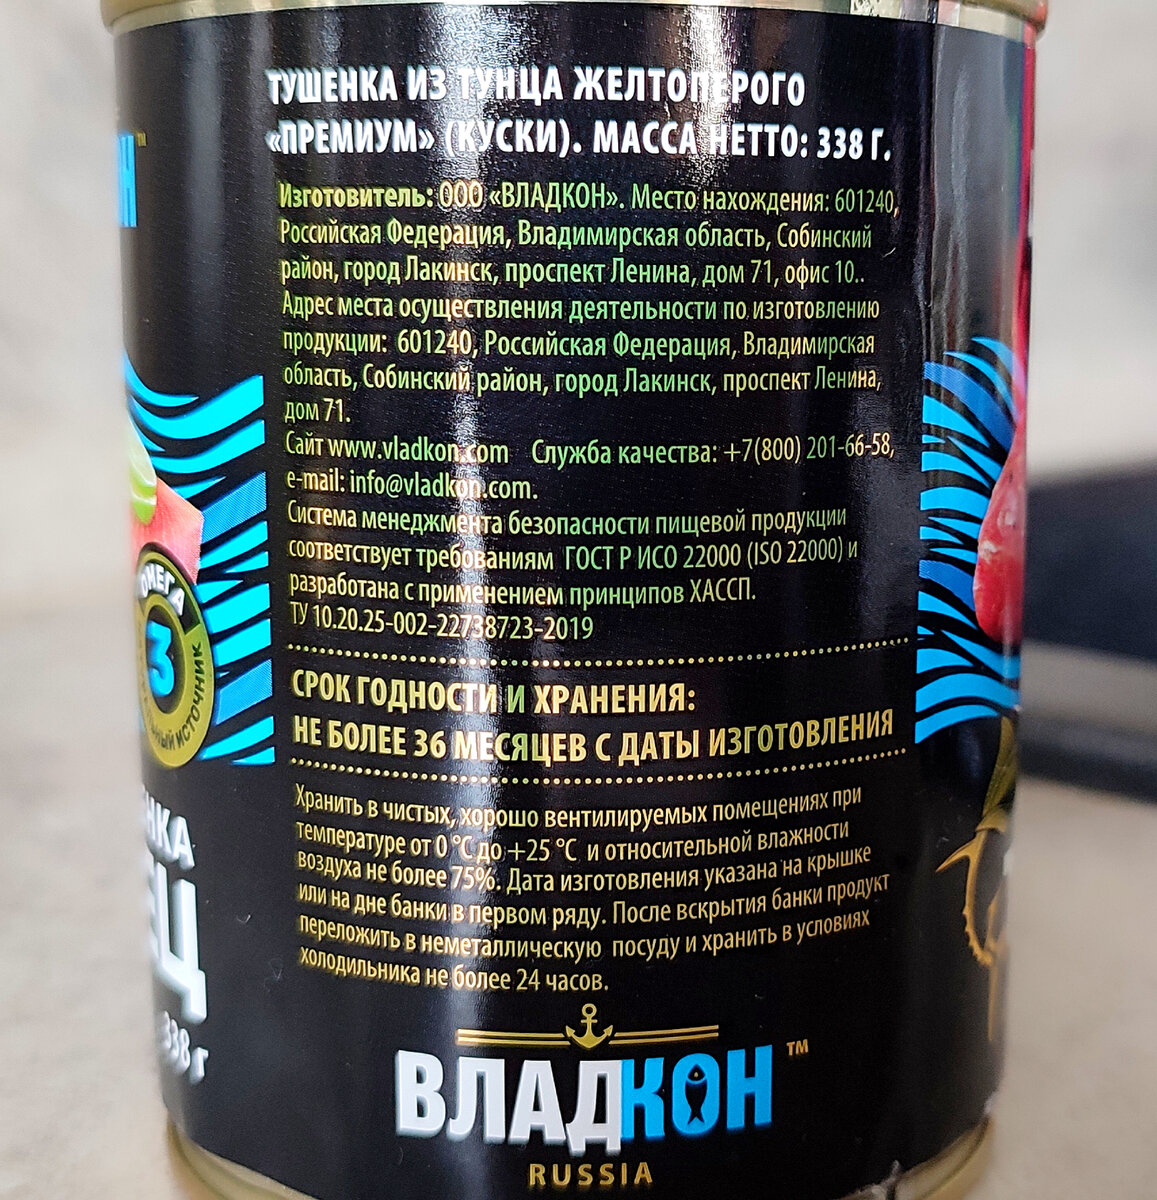 ТУШЕНКА ИЗ ТУНЦА ЖЕЛТОПЕРОГО
«ПРЕМИУМ» (КУСКИ). МАССА НЕТТО: 338 Г.
Изготовитель: ООО «ВЛАДКОН». Место нахождения: 601240,
Российская Федерация, Владимирская область, Собинский
район, город Лакинск, проспект Ленина, дом 71, офис 10..
Адрес места осуществления деятельности по изготовлению
продукции: 601240, Российская Федерация, Владимирская
область, Собинский район, город Лакинск, проспект Ленина,
дом 71.
Сайт www.vladkon.com Служба качества: +7(800) 201-66-58,
e-mail: info@vladkon.com.
Система менеджмента безопасности пищевой продукции
соответствует требованиям ГОСТ Р ИСО 22000 (ISO 22000) и
разработана с применением принципов ХАССП.
ТУ 10.20.25-002-22738723-2019
СРОК ГОДНОСТИ И ХРАНЕНИЯ:
НЕ БОЛЕЕ 36 МЕСЯЦЕВ С ДАТЫ ИЗГОТОВЛЕНИЯ
Хранить в чистых, хорошо вентилируемых помещениях при
температуре от 0 °С до +25 °С и относительной влажности
воздуха не более 75%. Дата изготовления указана на крышке
или на дне банки в первом ряду. После вскрытия банки продукт
переложить в неметаллическую посуду и хранить в условиях
холодильника не более 24 часов.
ВЛАДКОН™
RUSSIA
ОМЕГА
3
ИСТОЧНИК
338 г